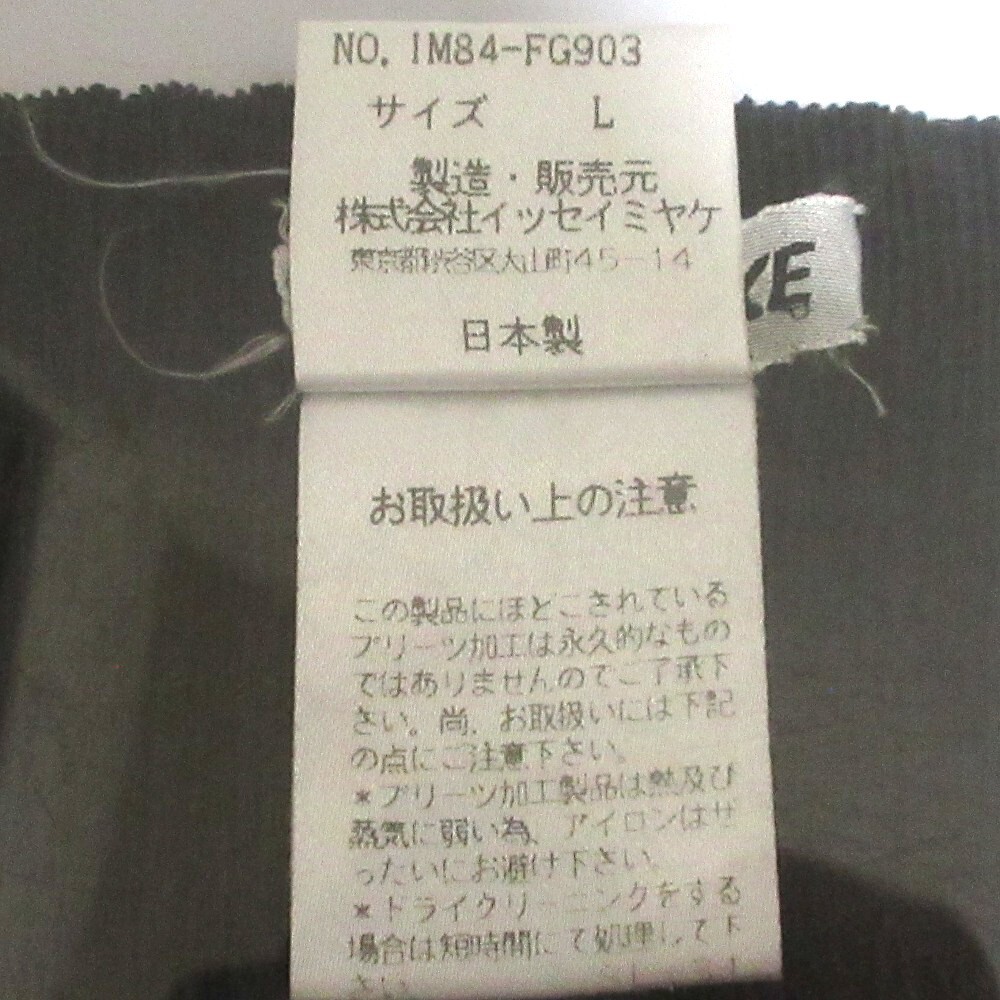 NO. IM84-FG903
サイズ L
製造・販売元
株式会社イッセイミヤケ
東京都渋谷区大山町45-14
日本製
KE
お取扱い上の注意
この製品にほどこされている
プリーツ加工は永久的なもの
ではありませんのでご了承下
さい。尚、お取扱いには下記
の点にご注意下さい。
*プリーツ加工製品は熱及び
蒸気に弱い為、アイロンはぜ
ったいにお避け下さい。
*ドライクリーニングをする
場合は短時間にて処理して下
さい